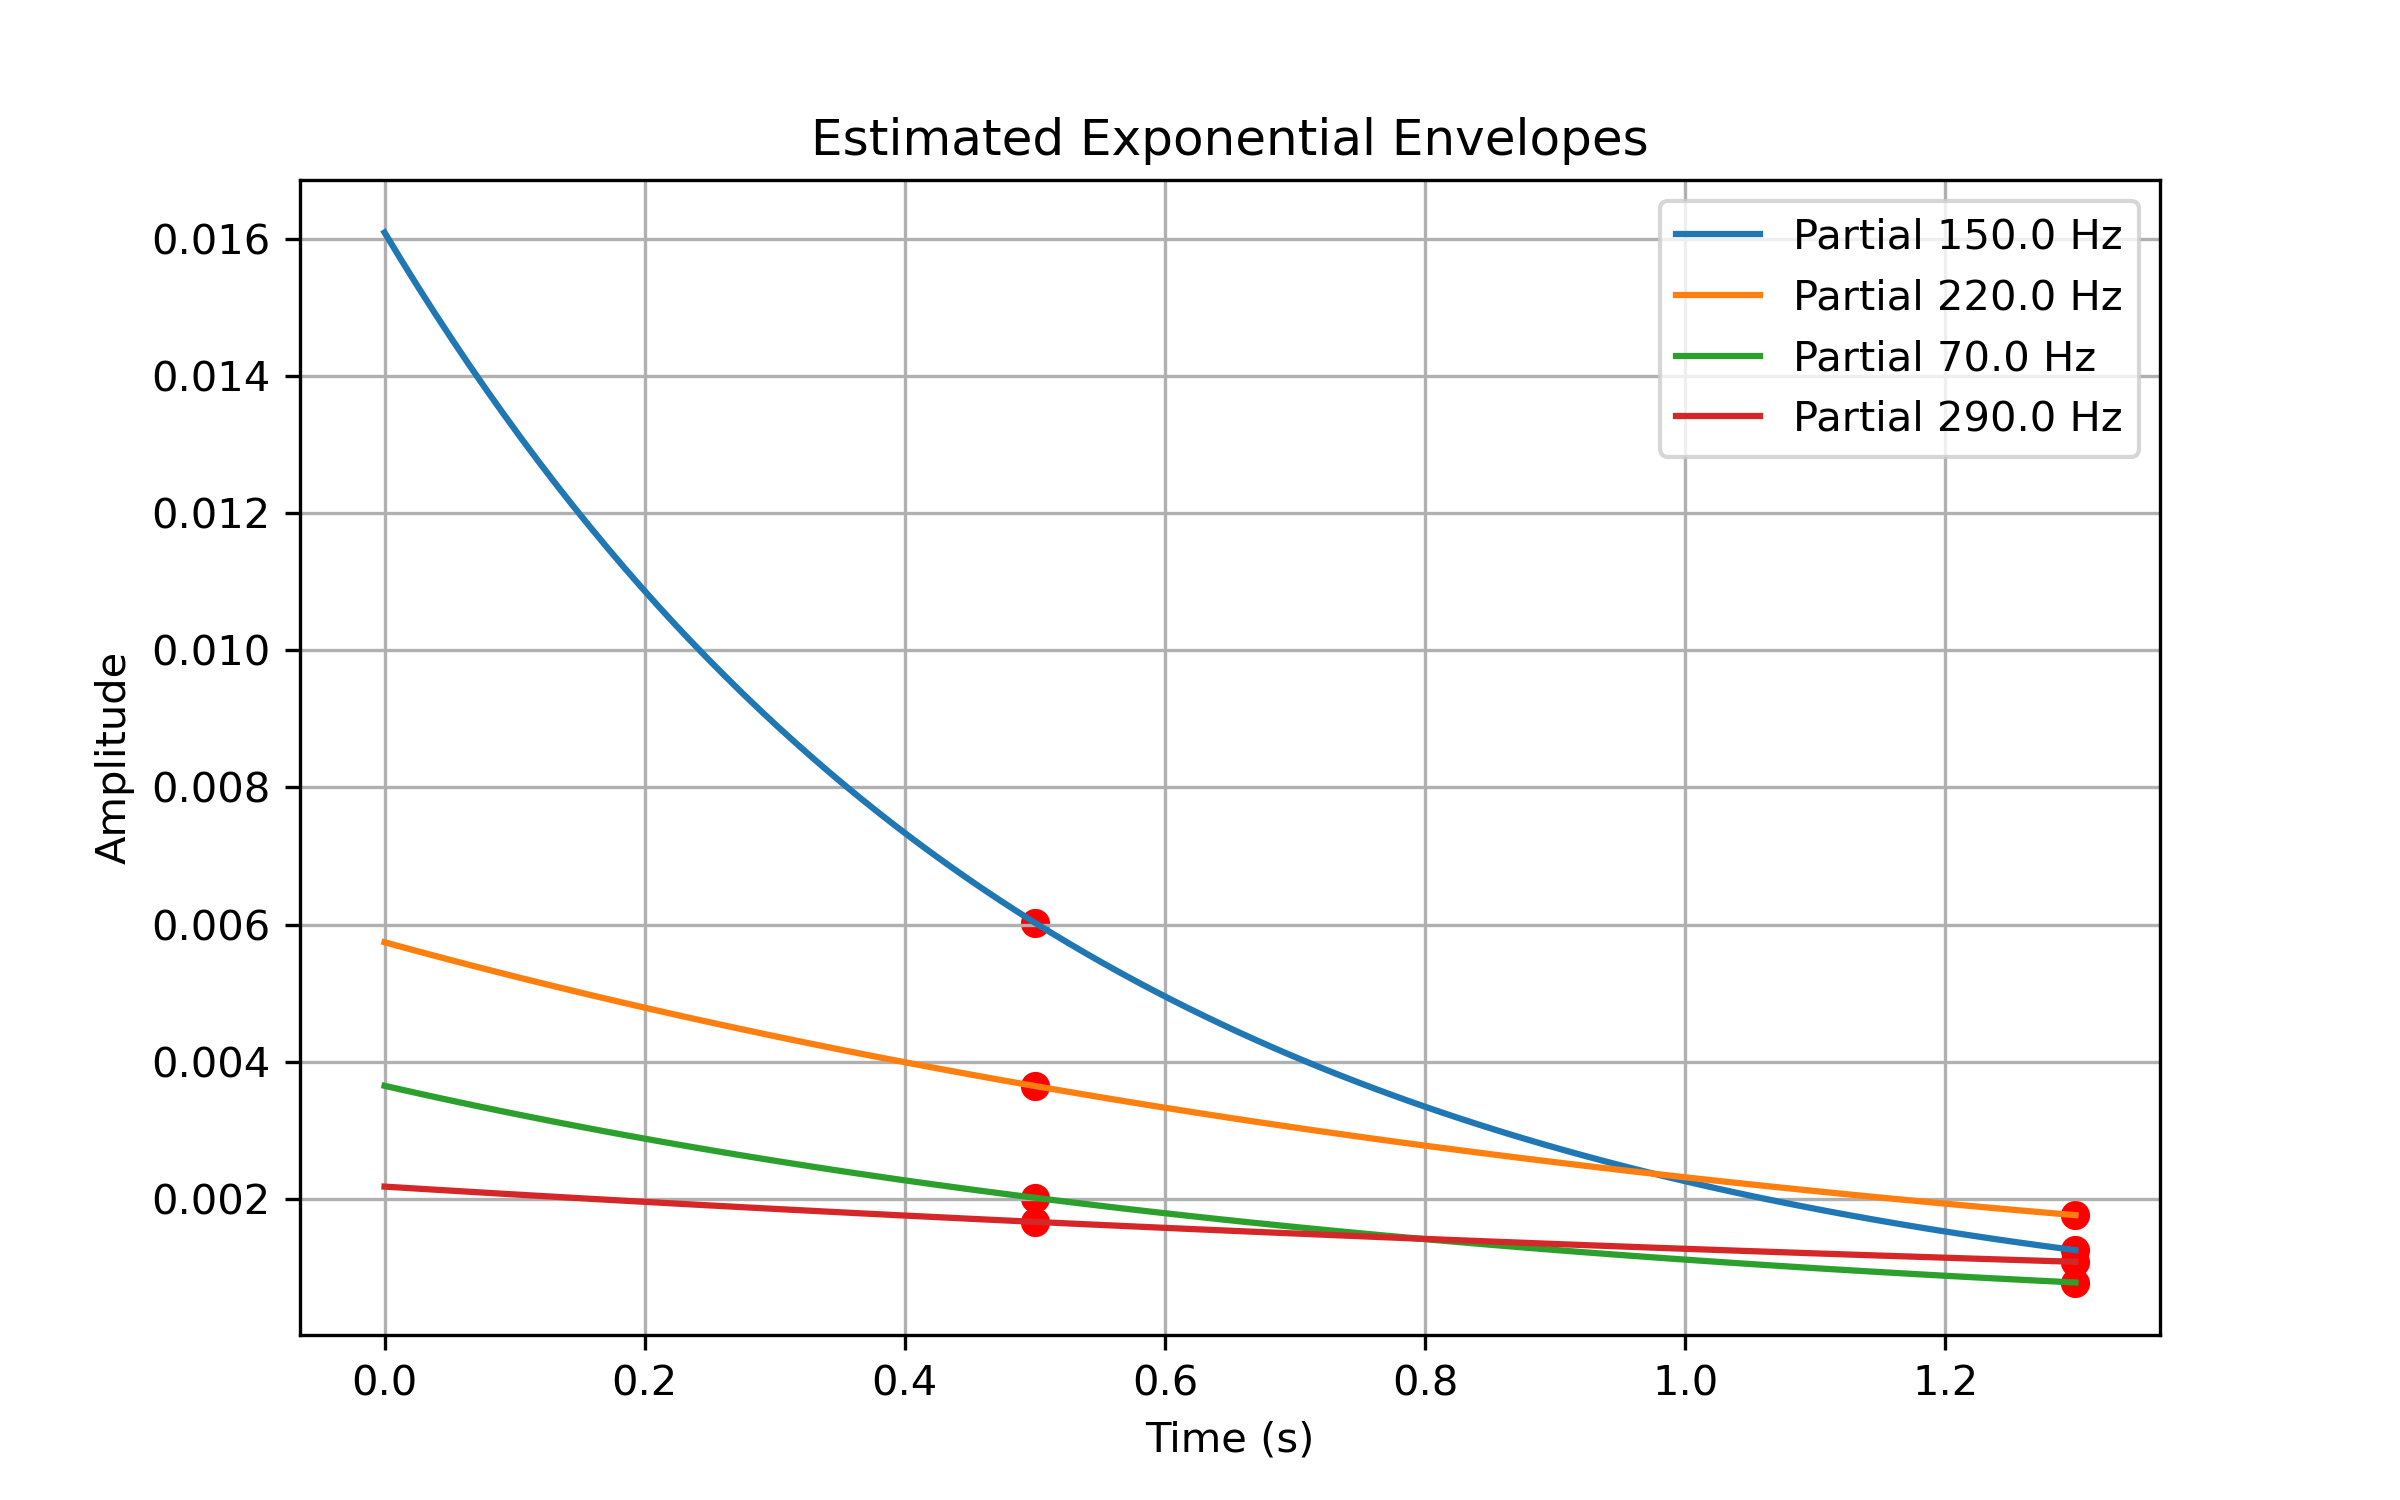 Estimated Exponential Envelopes
Partial 150.0 Hz
Partial 220.0 Hz
Partial 70.0 Hz
Partial 290.0 Hz
Amplitude
0.016
0.014
0.012
0.010
0.008
0.006
0.004
0.002
0.0 0.2 0.4 0.6 0.8 1.0 1.2
Time (s)